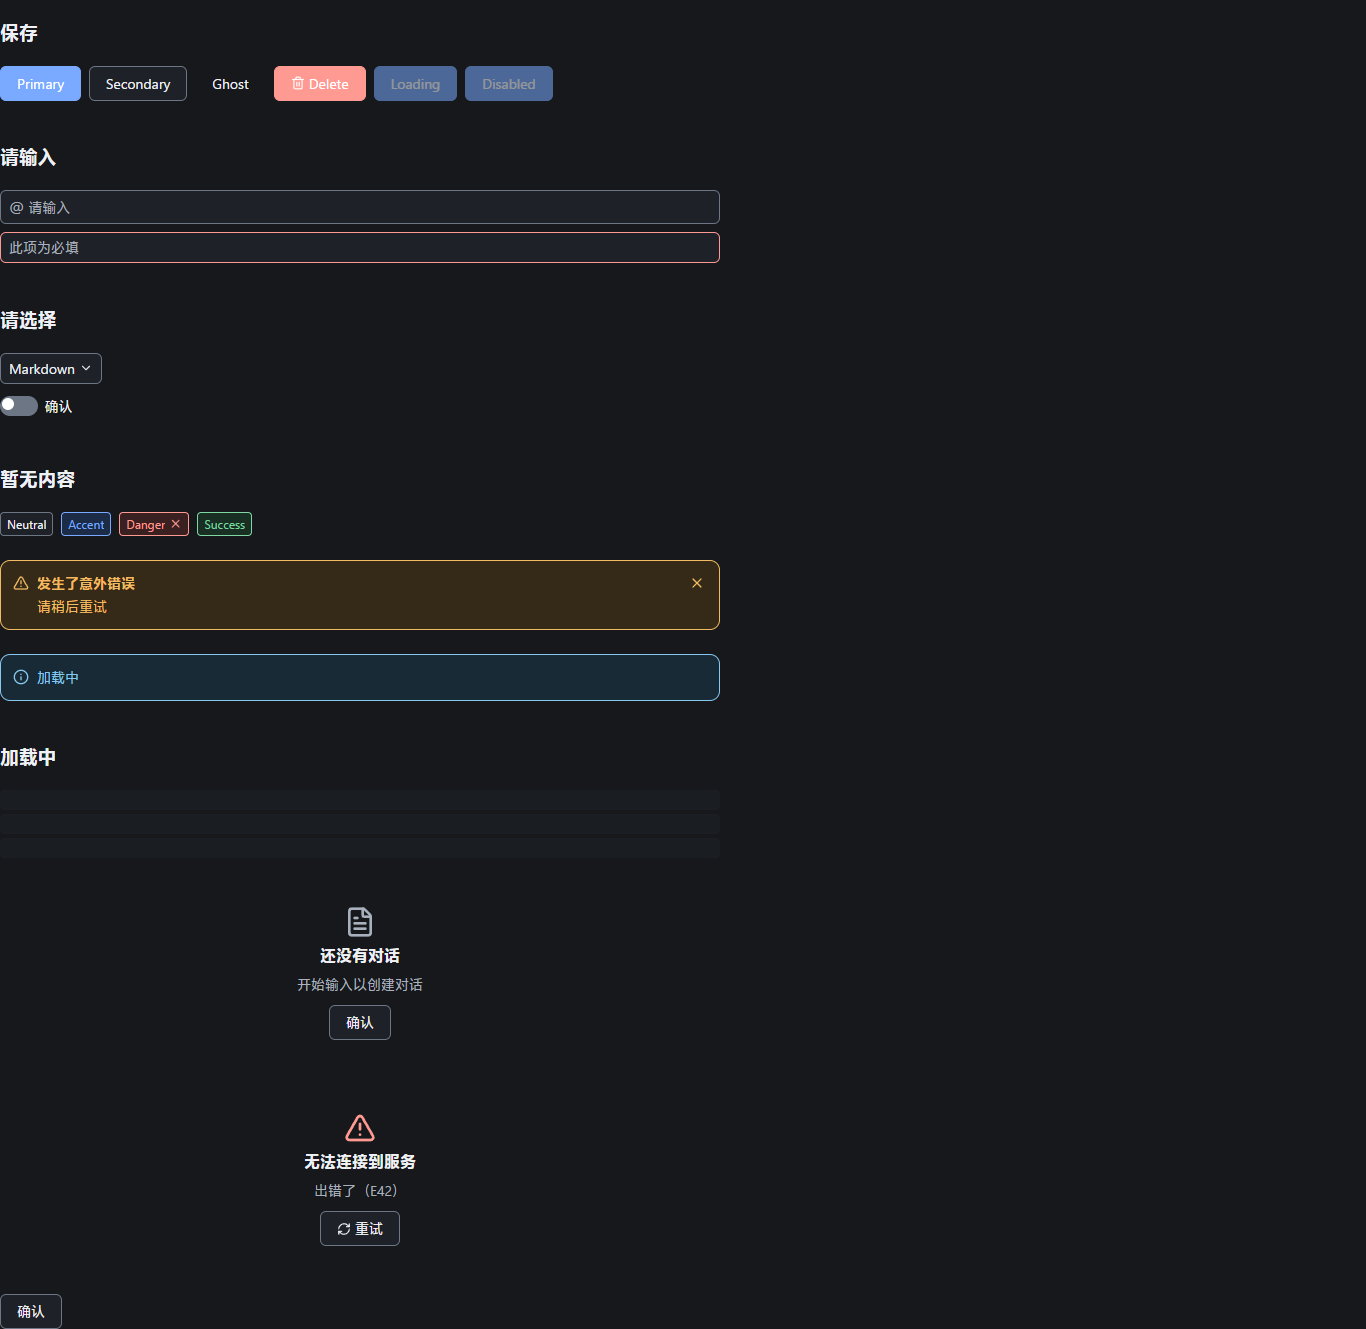 保存
Primary Secondary Ghost Delete Loading Disabled
请输入
@ 请输入
此项为必填
请选择
Markdown
确认
暂无内容
Neutral Accent Danger Success
发生了意外错误
请稍后重试
加载中
加载中
还没有对话
开始输入以创建对话
确认
无法连接到服务
出错了（E42）
重试
确认